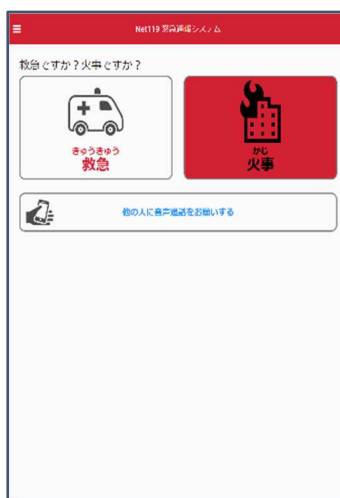 Net119 緊急通報システム
救急ですか？火事ですか？
きゅうきゅう
救急
かじ
火事
他の人に音声通話をお願いする